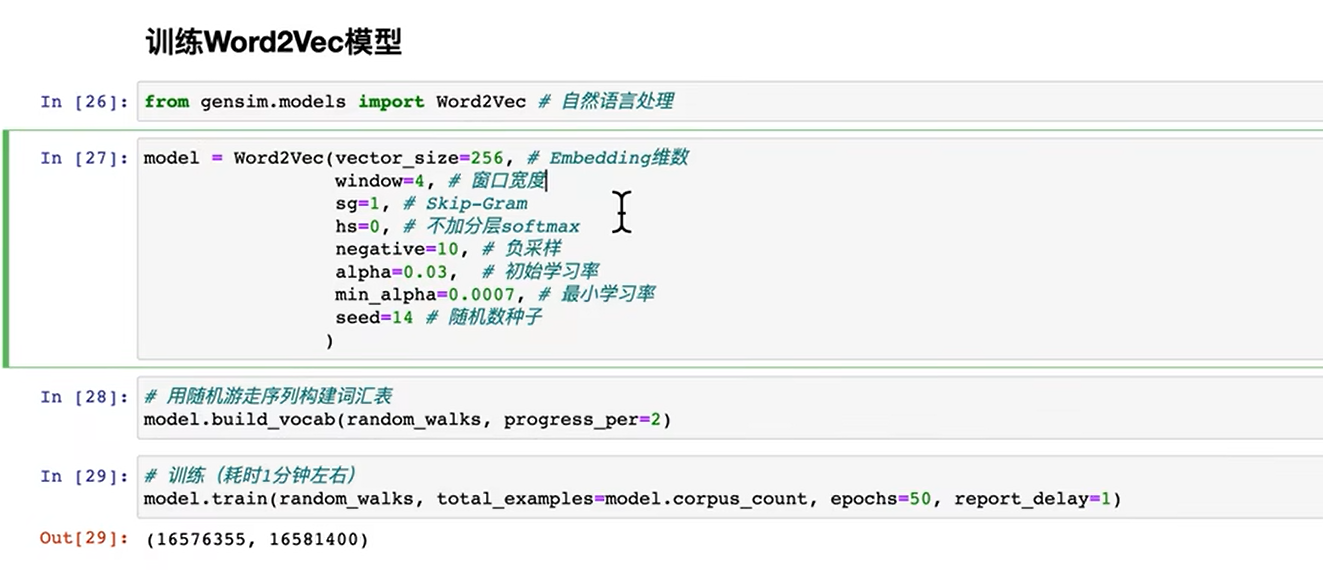 训练Word2Vec模型
In [26]: from gensim.models import Word2Vec # 自然语言处理
In [27]: model = Word2Vec(vector_size=256, # Embedding维数
window=4, # 窗口宽度
sg=1, # Skip-Gram
hs=0, # 不加分层softmax
negative=10, # 负采样
alpha=0.03,  # 初始学习率
min_alpha=0.0007, # 最小学习率
seed=14 # 随机数种子
)
In [28]: # 用随机游走序列构建词汇表
model.build_vocab(random_walks, progress_per=2)
In [29]: # 训练（耗时1分钟左右）
model.train(random_walks, total_examples=model.corpus_count, epochs=50, report_delay=1)
Out[29]: (16576355, 16581400)